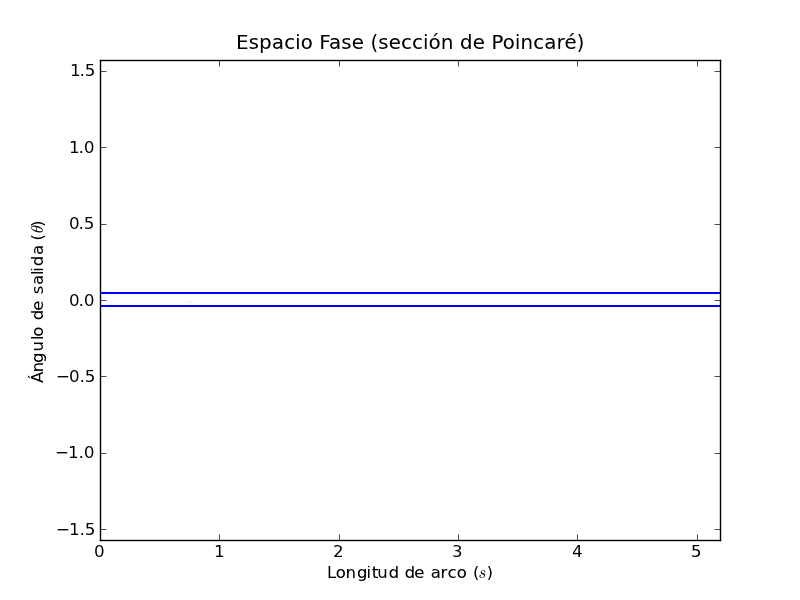 Espacio Fase (sección de Poincaré)
1.5
1.0
0.5
0.0
−0.5
−1.0
−1.5
Ángulo de salida (θ)
0 1 2 3 4 5
Longitud de arco (s)